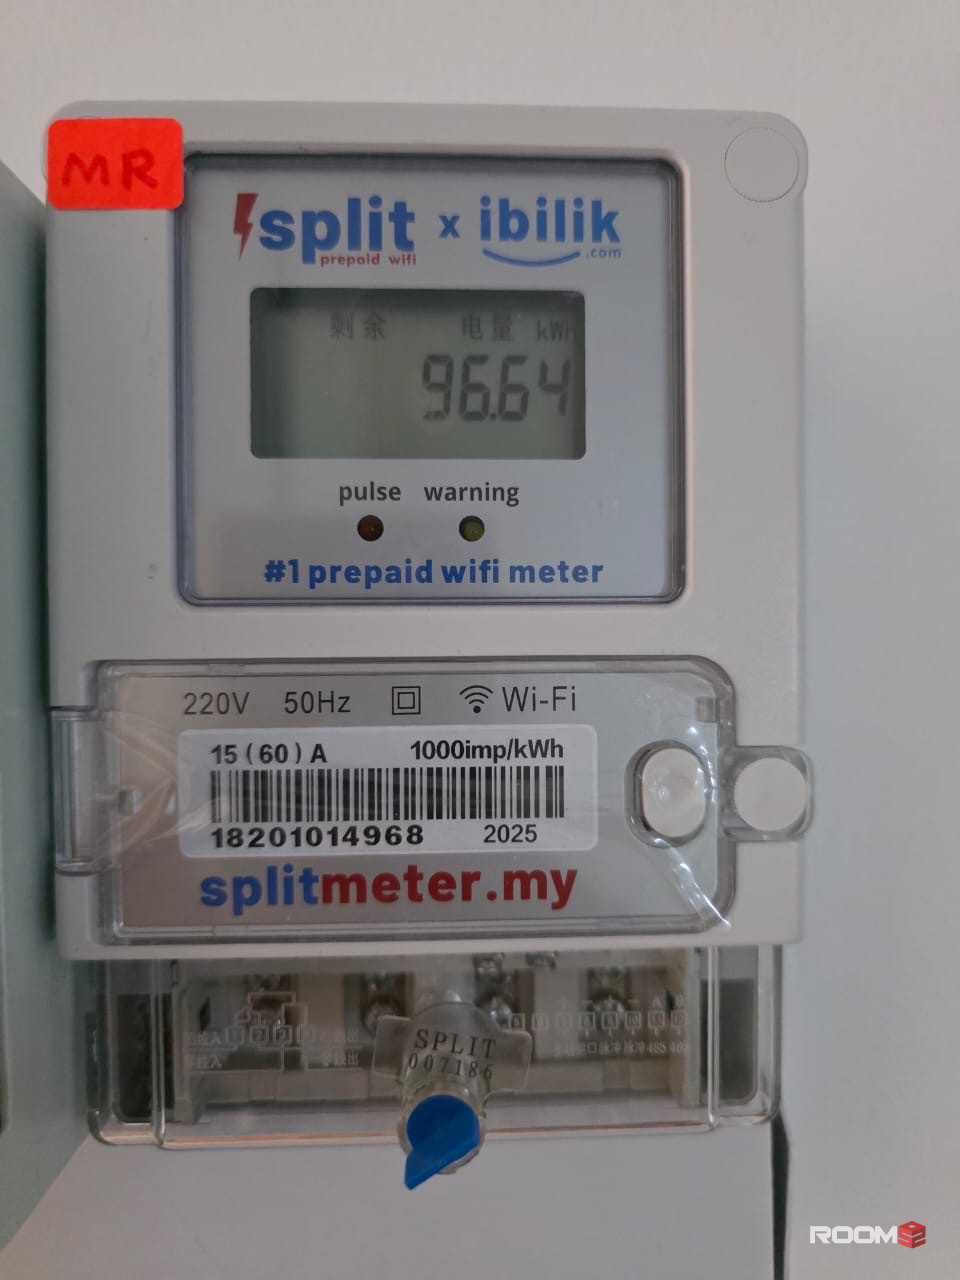 MR
split x ibilik
prepaid wifi .com
剩余 电量 kWh
96.64
pulse warning
#1 prepaid wifi meter
220V 50Hz Wi-Fi
15(60)A 1000imp/kWh
18201014968 2025
splitmeter.my
SPLIT
007186
ROOM